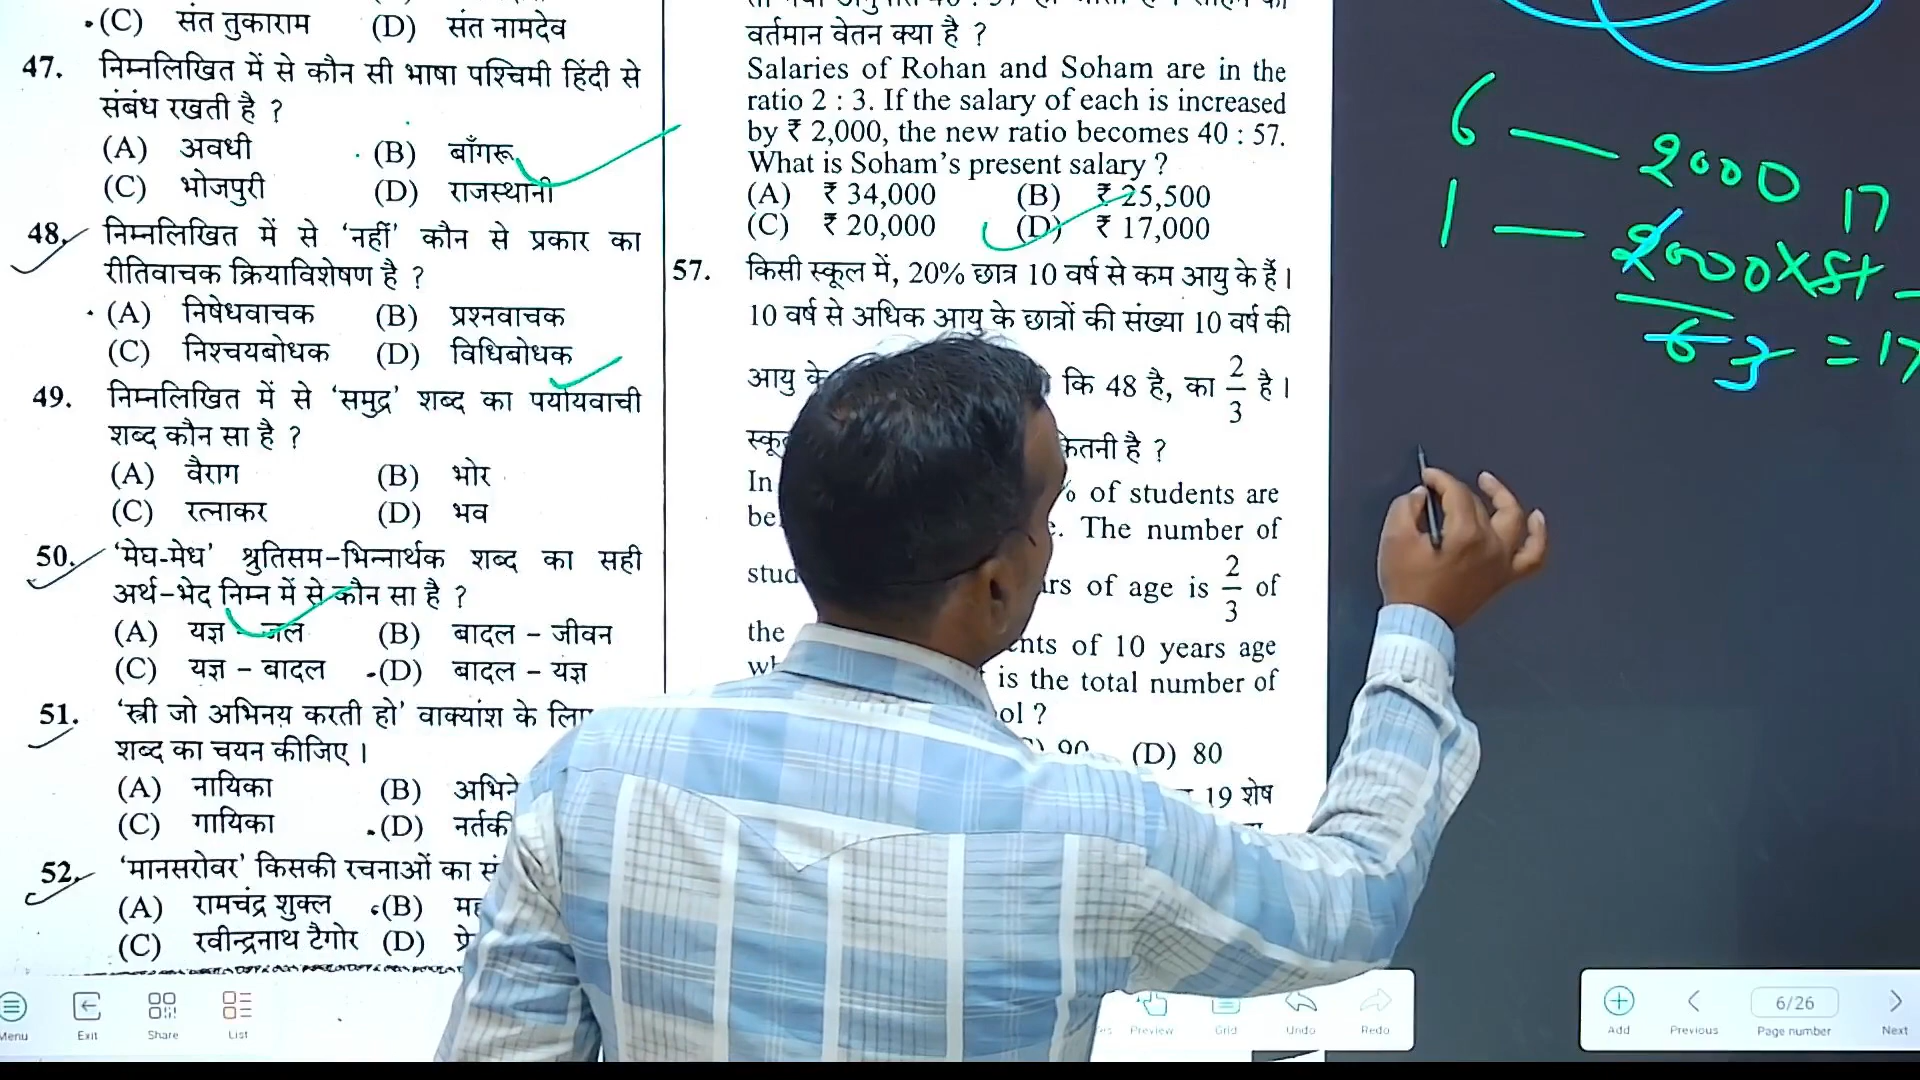 (C) संत तुकाराम (D) संत नामदेव
47. निम्नलिखित में से कौन सी भाषा पश्चिमी हिंदी से
संबंध रखती है ?
(A) अवधी (B) बाँगरू
(C) भोजपुरी (D) राजस्थानी
48. निम्नलिखित में से 'नहीं' कौन से प्रकार का
रीतिवाचक क्रियाविशेषण है ?
(A) निषेधवाचक (B) प्रश्नवाचक
(C) निश्चयबोधक (D) विधिबोधक
49. निम्नलिखित में से 'समुद्र' शब्द का पर्यायवाची
शब्द कौन सा है ?
(A) वैराग (B) भोर
(C) रत्नाकर (D) भव
50. 'मेघ-मेध' श्रुतिसम-भिन्नार्थक शब्द का सही
अर्थ-भेद निम्न में से कौन सा है ?
(A) यज्ञ - जल (B) बादल - जीवन
(C) यज्ञ - बादल (D) बादल - यज्ञ
51. 'स्त्री जो अभिनय करती हो' वाक्यांश के
शब्द का चयन कीजिए ।
(A) नायिका (B)
(C) गायिका (D) नर्तकी
52. 'मानसरोवर' किसकी रचनाओं का
(A) रामचंद्र शुक्ल (B)
(C) रवीन्द्रनाथ टैगोर (D)
वर्तमान वेतन क्या है ?
Salaries of Rohan and Soham are in the
ratio 2 : 3. If the salary of each is increased
by ₹ 2,000, the new ratio becomes 40 : 57.
What is Soham's present salary ?
(A) ₹ 34,000 (B) ₹ 25,500
(C) ₹ 20,000 (D) ₹ 17,000
57. किसी स्कूल में, 20% छात्र 10 वर्ष से कम आयु के हैं।
10 वर्ष से अधिक आयु के छात्रों की संख्या 10 वर्ष की
आयु के कि 48 है, का 2/3 है।
है ?
In of students are
The number of
of age is 2/3 of
the of 10 years age
is the total number of
?
(D) 80
19 शेष
6 — 2000
17
1 — 2000×51
6 3 = 17
Menu Exit Share List
Preview Grid Undo Redo
Add Previous 6/26 Page number Next